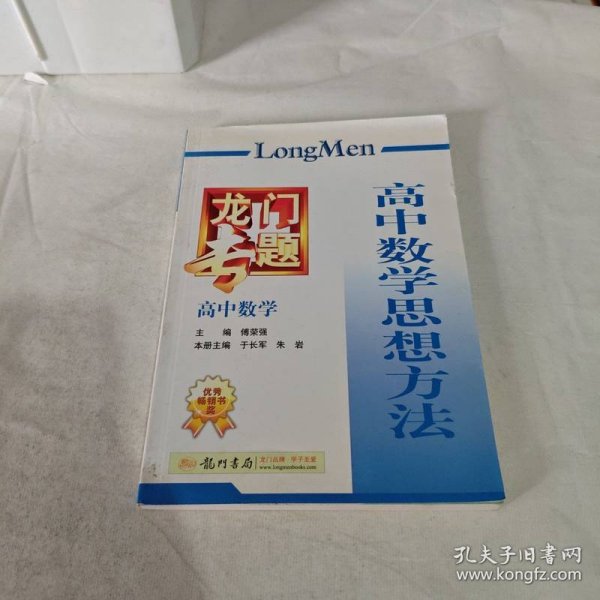 LongMen
龙门
专题
高中数学
主 编 傅荣强
本册主编 于长军 朱 岩
优秀
畅销书
奖
龍門書局
龙门品牌·学子至爱
www.longmenbooks.com
高中数学思想方法
孔夫子旧书网
www.kongfz.com